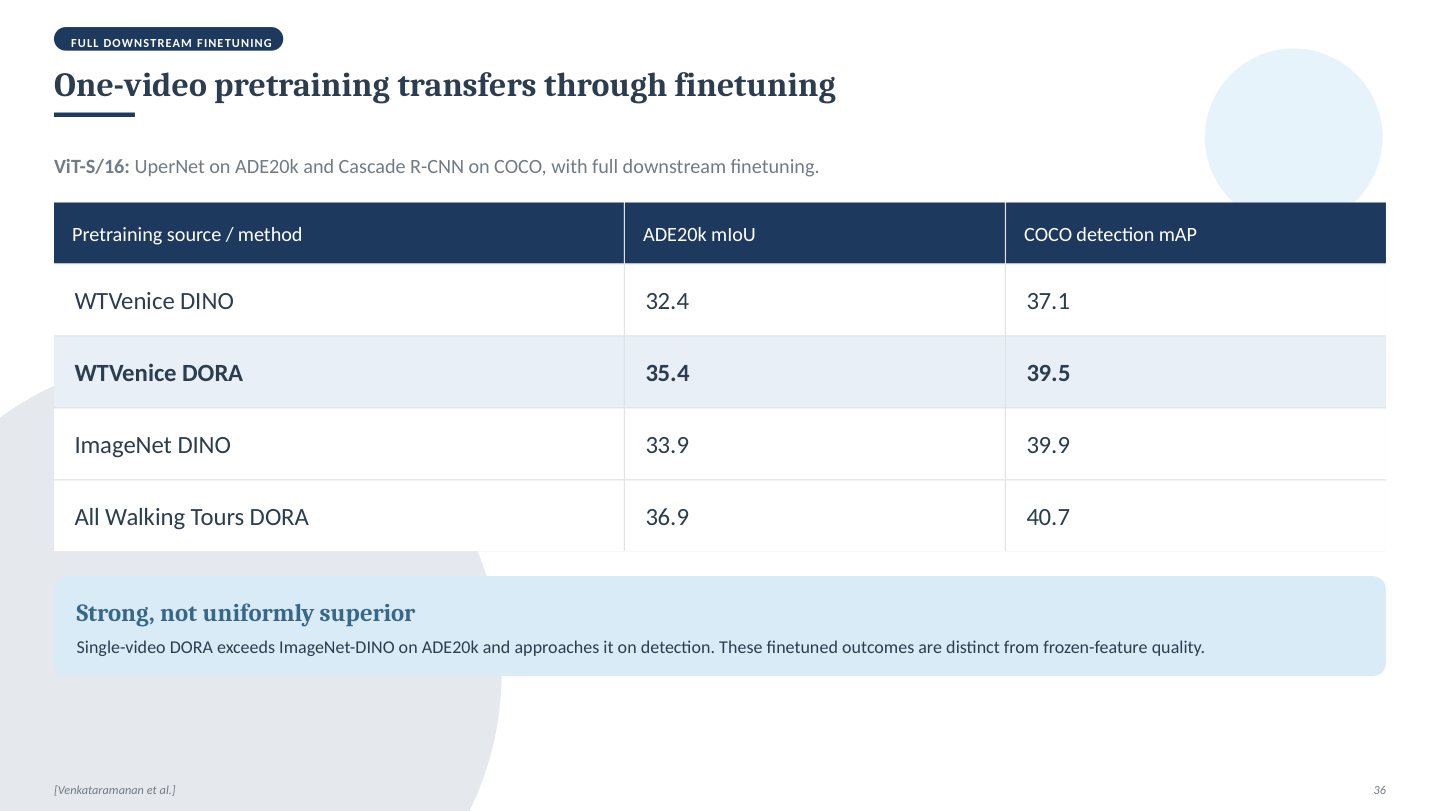 FULL DOWNSTREAM FINETUNING
One-video pretraining transfers through finetuning
ViT-S/16: UperNet on ADE20k and Cascade R-CNN on COCO, with full downstream finetuning.
Pretraining source / method ADE20k mIoU COCO detection mAP
WTVenice DINO 32.4 37.1
WTVenice DORA 35.4 39.5
ImageNet DINO 33.9 39.9
All Walking Tours DORA 36.9 40.7
Strong, not uniformly superior
Single-video DORA exceeds ImageNet-DINO on ADE20k and approaches it on detection. These finetuned outcomes are distinct from frozen-feature quality.
[Venkataramanan et al.] 36